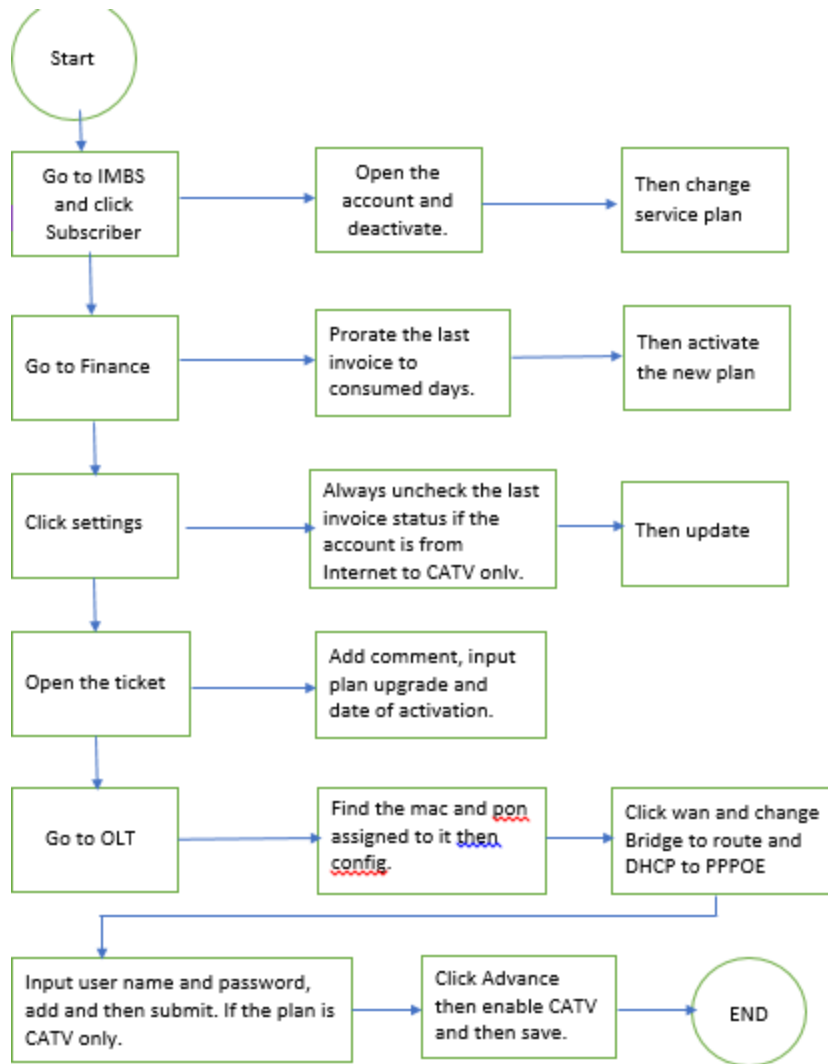 Start
Go to IMBS
and click
Subscriber
Open the
account and
deactivate.
Then change
service plan
Go to Finance
Prorate the last
invoice to
consumed days.
Then activate
the new plan
Click settings
Always uncheck the last
invoice status if the
account is from
Internet to CATV only.
Then update
Open the ticket
Add comment, input
plan upgrade and
date of activation.
Go to OLT
Find the mac and pon
assigned to it then
config.
Click wan and change
Bridge to route and
DHCP to PPPOE
Input user name and password,
add and then submit. If the plan is
CATV only.
Click Advance
then enable CATV
and then save.
END